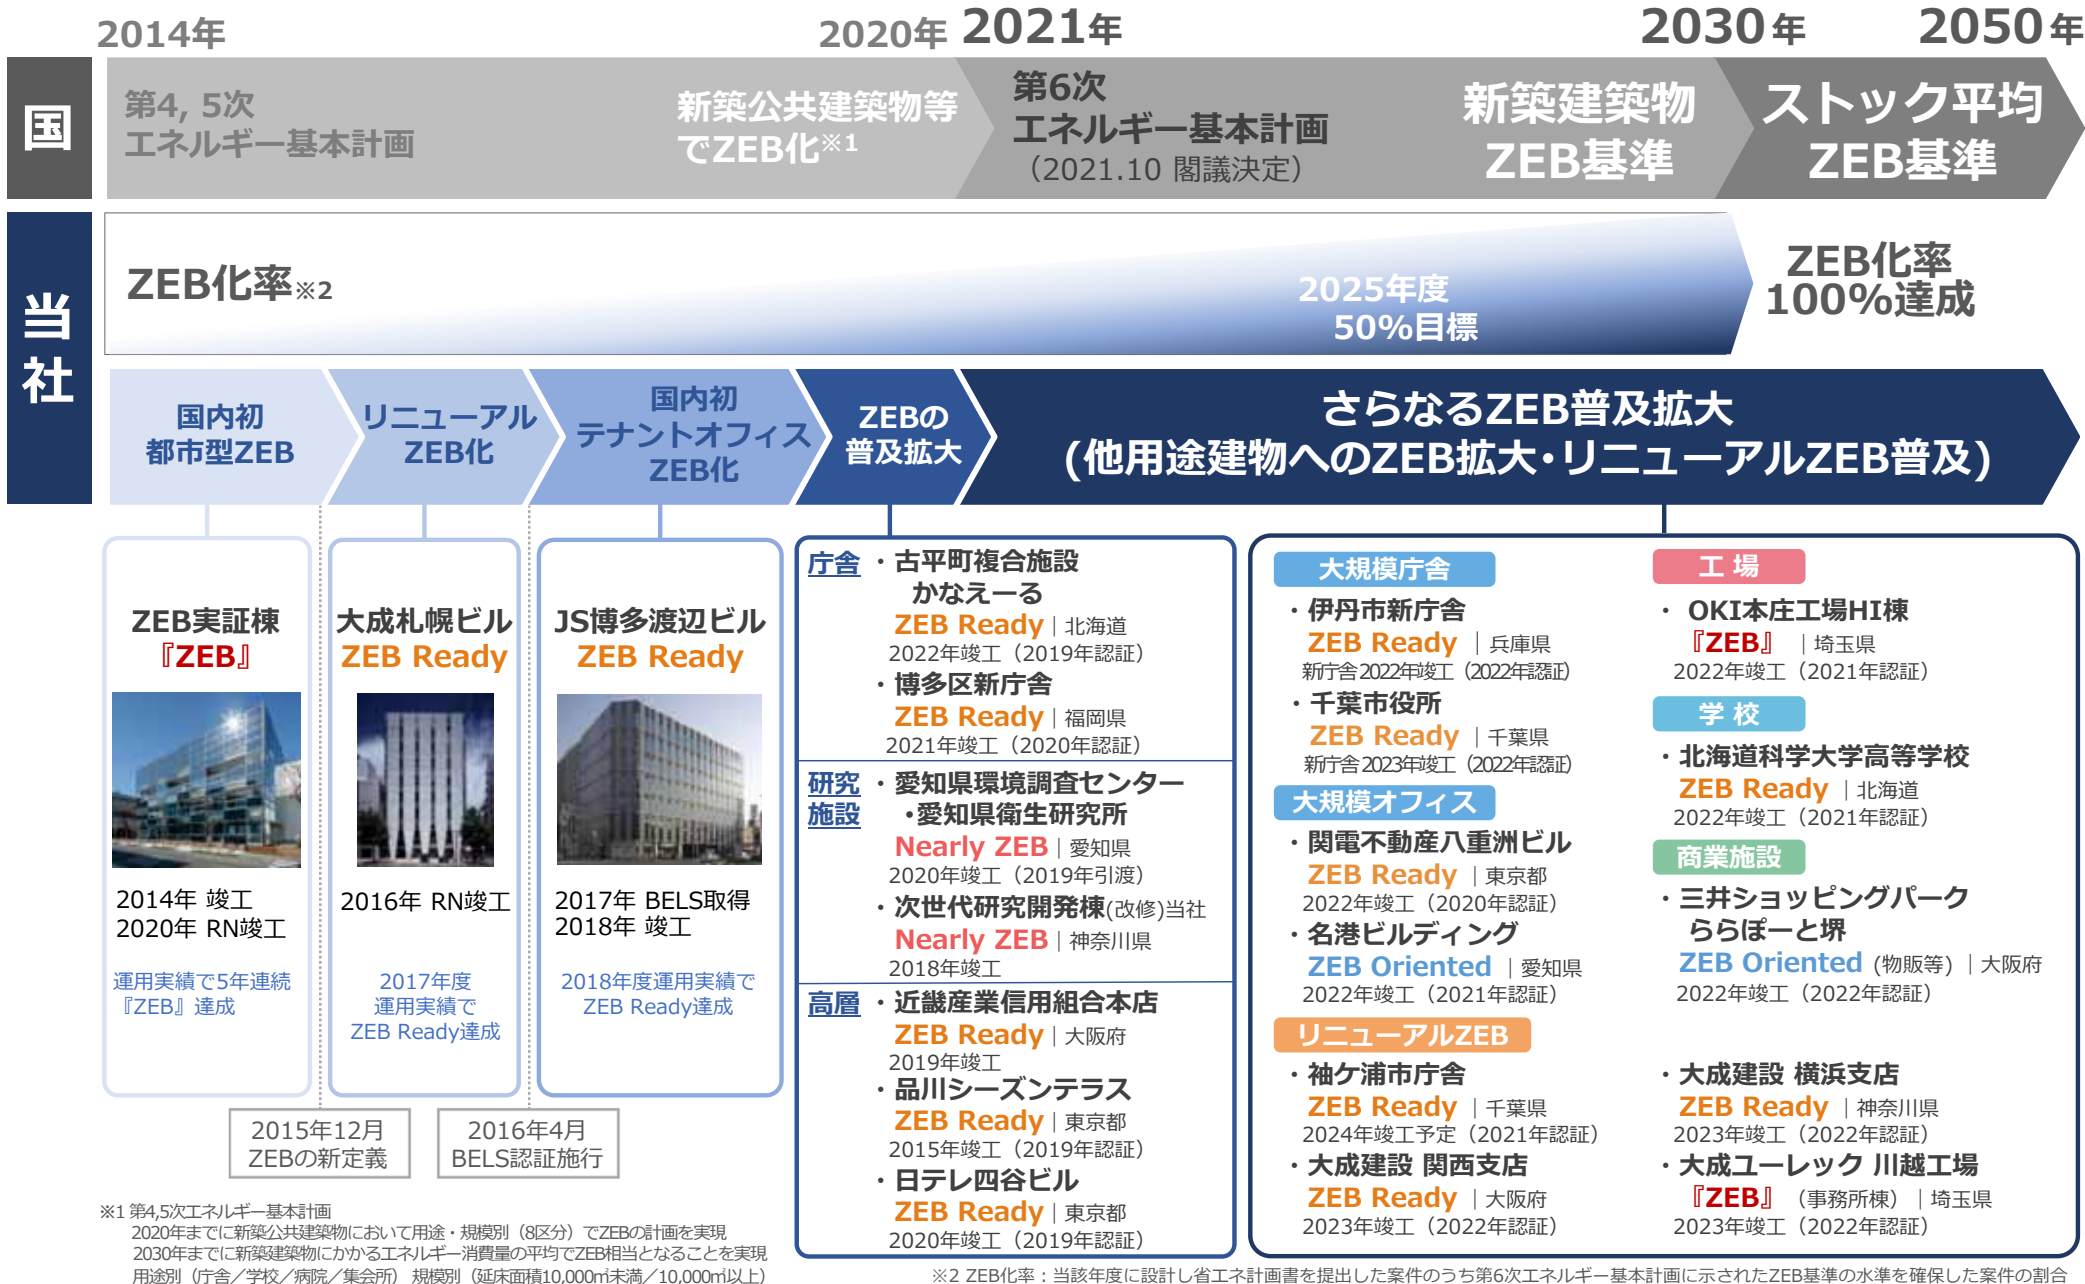 2014年
2020年
2021年
2030年
2050年
国
第4, 5次
エネルギー基本計画
新築公共建築物等
でZEB化※1
第6次
エネルギー基本計画
（2021.10 閣議決定）
新築建築物
ZEB基準
ストック平均
ZEB基準
当社
ZEB化率※2
2025年度
50%目標
ZEB化率
100%達成
国内初
都市型ZEB
リニューアル
ZEB化
国内初
テナントオフィス
ZEB化
ZEBの
普及拡大
さらなるZEB普及拡大
(他用途建物へのZEB拡大・リニューアルZEB普及)
ZEB実証棟
『ZEB』
2014年 竣工
2020年 RN竣工
運用実績で5年連続
『ZEB』達成
大成札幌ビル
ZEB Ready
2016年 RN竣工
2017年度
運用実績で
ZEB Ready達成
JS博多渡辺ビル
ZEB Ready
2017年 BELS取得
2018年 竣工
2018年度運用実績で
ZEB Ready達成
2015年12月
ZEBの新定義
2016年4月
BELS認証施行
庁舎
・古平町複合施設
かなえーる
ZEB Ready｜北海道
2022年竣工（2019年認証）
・博多区新庁舎
ZEB Ready｜福岡県
2021年竣工（2020年認証）
研究
施設
・愛知県環境調査センター
・愛知県衛生研究所
Nearly ZEB｜愛知県
2020年竣工（2019年引渡）
・次世代研究開発棟(改修)当社
Nearly ZEB｜神奈川県
2018年竣工
高層
・近畿産業信用組合本店
ZEB Ready｜大阪府
2019年竣工
・品川シーズンテラス
ZEB Ready｜東京都
2015年竣工（2019年認証）
・日テレ四谷ビル
ZEB Ready｜東京都
2020年竣工（2019年認証）
大規模庁舎
・伊丹市新庁舎
ZEB Ready｜兵庫県
新庁舎2022年竣工（2022年認証）
・千葉市役所
ZEB Ready｜千葉県
新庁舎2023年竣工（2022年認証）
大規模オフィス
・関電不動産八重洲ビル
ZEB Ready｜東京都
2022年竣工（2020年認証）
・名港ビルディング
ZEB Oriented｜愛知県
2022年竣工（2021年認証）
リニューアルZEB
・袖ケ浦市庁舎
ZEB Ready｜千葉県
2024年竣工予定（2021年認証）
・大成建設 関西支店
ZEB Ready｜大阪府
2023年竣工（2022年認証）
工場
・OKI本庄工場HI棟
『ZEB』｜埼玉県
2022年竣工（2021年認証）
学校
・北海道科学大学高等学校
ZEB Ready｜北海道
2022年竣工（2021年認証）
商業施設
・三井ショッピングパーク
ららぽーと堺
ZEB Oriented (物販等)｜大阪府
2022年竣工（2022年認証）
・大成建設 横浜支店
ZEB Ready｜神奈川県
2023年竣工（2022年認証）
・大成ユーレック 川越工場
『ZEB』（事務所棟）｜埼玉県
2023年竣工（2022年認証）
※1 第4,5次エネルギー基本計画
2020年までに新築公共建築物において用途・規模別（8区分）でZEBの計画を実現
2030年までに新築建築物にかかるエネルギー消費量の平均でZEB相当となることを実現
用途別（庁舎／学校／病院／集会所） 規模別（延床面積10,000㎡未満／10,000㎡以上）
※2 ZEB化率：当該年度に設計し省エネ計画書を提出した案件のうち第6次エネルギー基本計画に示されたZEB基準の水準を確保した案件の割合